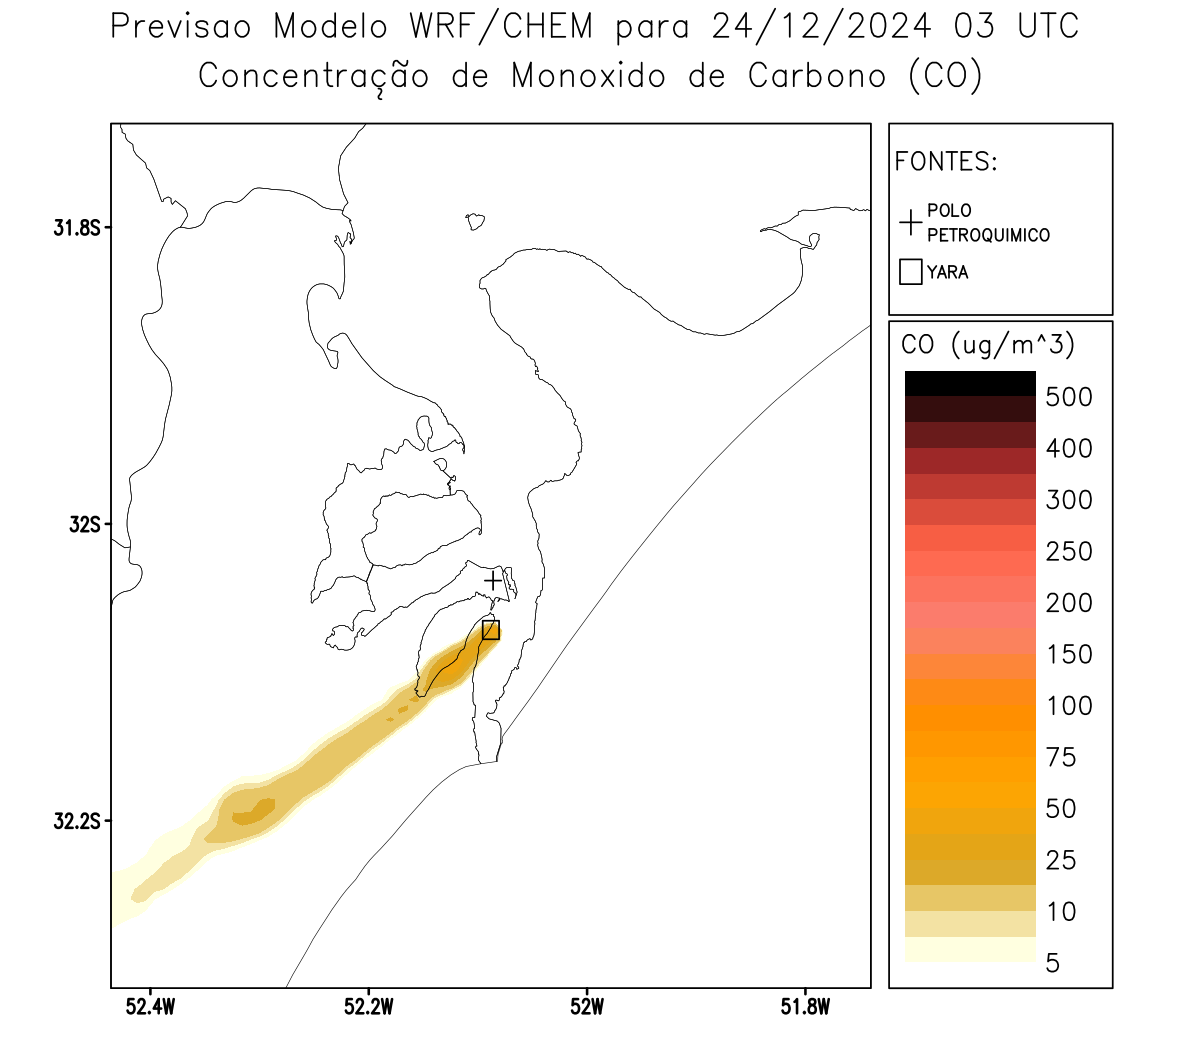 Previsao Modelo WRF/CHEM para 24/12/2024 03 UTC
Concentração de Monoxido de Carbono (CO)
FONTES:
POLO
PETROQUIMICO
YARA
CO (ug/m^3)
500
400
300
250
200
150
100
75
50
25
10
5
31.8S
32S
32.2S
52.4W
52.2W
52W
51.8W